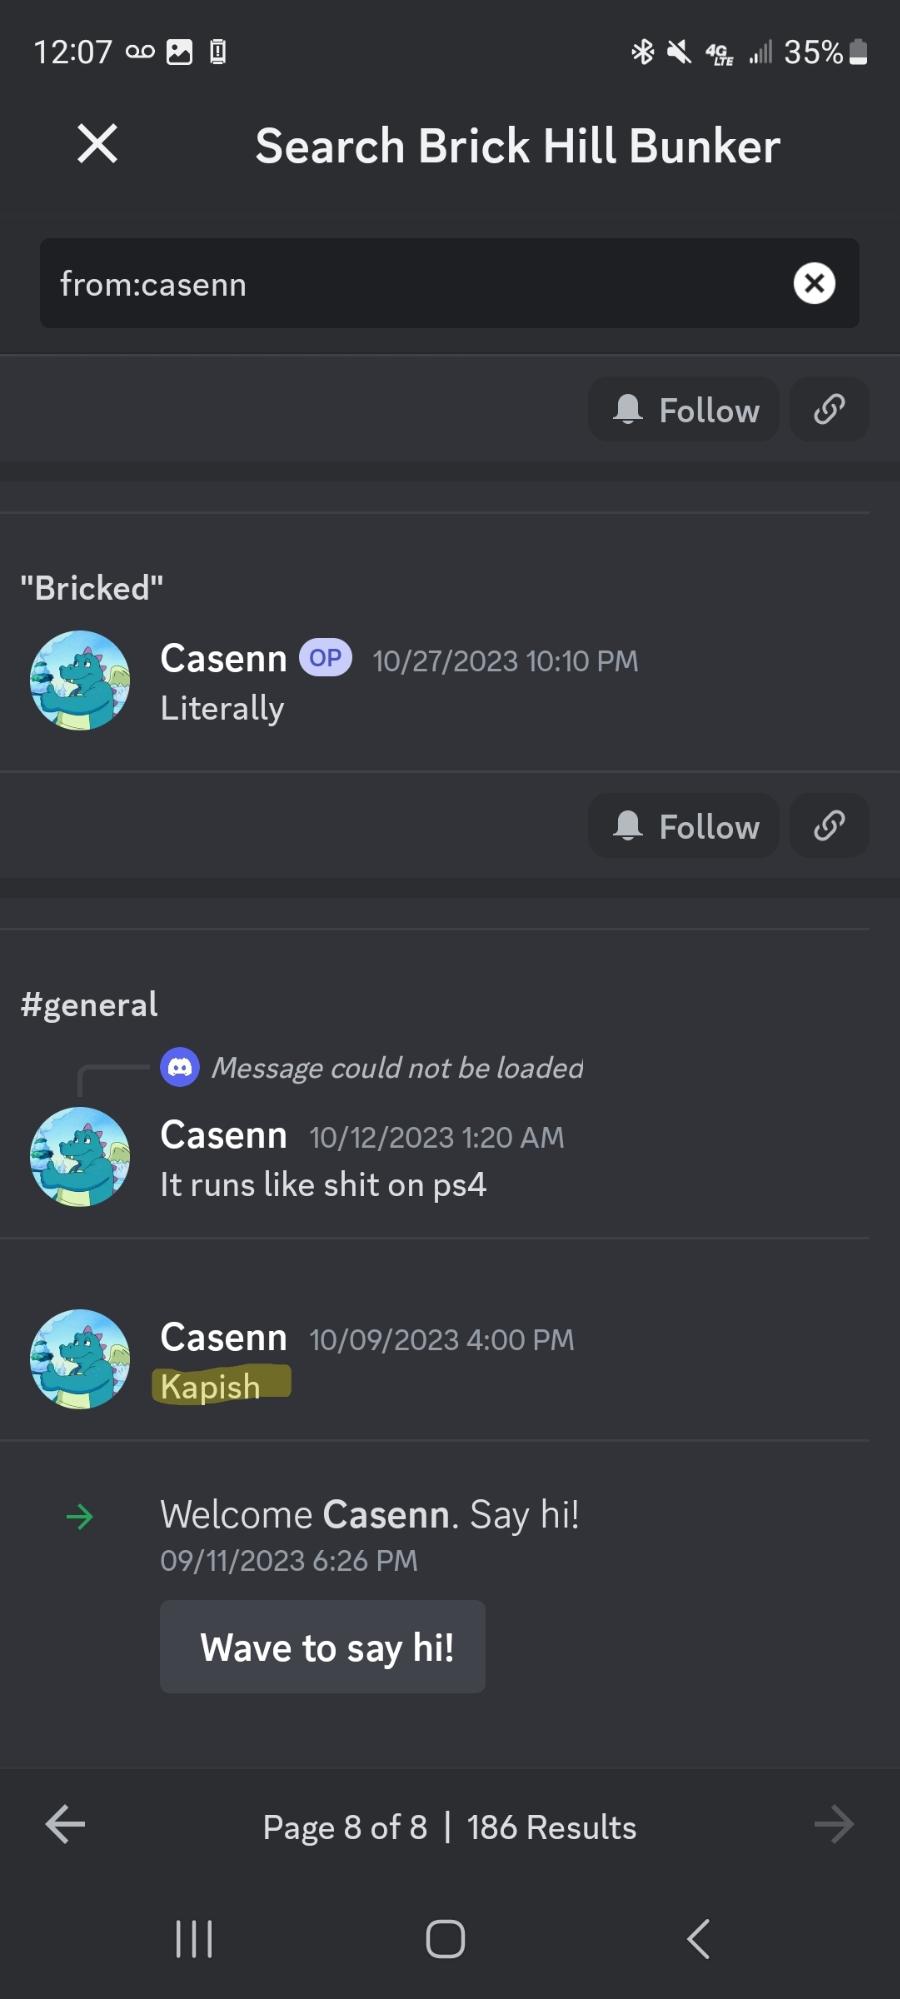 12:07
4G LTE 35%
Search Brick Hill Bunker
from:casenn
Follow
"Bricked"
Casenn OP 10/27/2023 10:10 PM
Literally
Follow
#general
Message could not be loaded
Casenn 10/12/2023 1:20 AM
It runs like shit on ps4
Casenn 10/09/2023 4:00 PM
Kapish
Welcome Casenn. Say hi!
09/11/2023 6:26 PM
Wave to say hi!
Page 8 of 8 | 186 Results